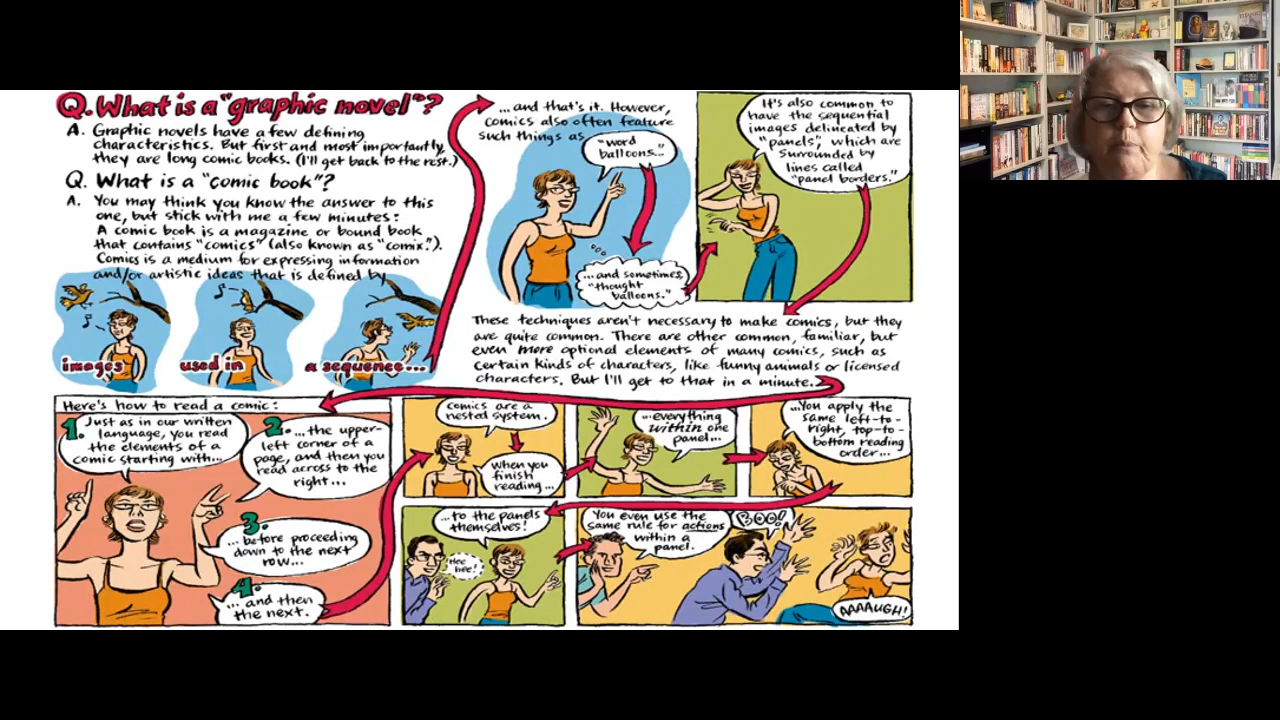 Q. What is a "graphic novel"?
A. Graphic novels have a few defining
characteristics. But first and most importantly,
they are long comic books. (I'll get back to the rest.)
Q. What is a "comic book"?
A. You may think you know the answer to this
one, but stick with me a few minutes:
A comic book is a magazine or bound book
that contains "comics" (also known as "comix").
Comics is a medium for expressing information
and/or artistic ideas that is defined by
images
used in
a sequence...
...and that's it. However,
comics also often feature
such things as
"word
balloons..."
...and sometimes,
"thought
balloons."
It's also common to
have the sequential
images delineated by
"panels", which are
surrounded by
lines called
"panel borders."
These techniques aren't necessary to make comics, but they
are quite common. There are other common, familiar, but
even more optional elements of many comics, such as
certain kinds of characters, like funny animals or licensed
characters. But I'll get to that in a minute.
Here's how to read a comic:
1. Just as in our written
language, you read
the elements of a
comic starting with...
2. ...the upper-
left corner of a
page, and then you
read across to the
right...
3.
...before proceeding
down to the next
row...
4.
...and then
the next.
Comics are a
nested system.
When you
finish
reading...
...everything
within one
panel...
...You apply the
same left-to-
right, top-to-
bottom reading
order...
...to the panels
themselves!
Hee
hee!
You even use the
same rule for actions
within a
panel.
BOO!
AAAAUGH!